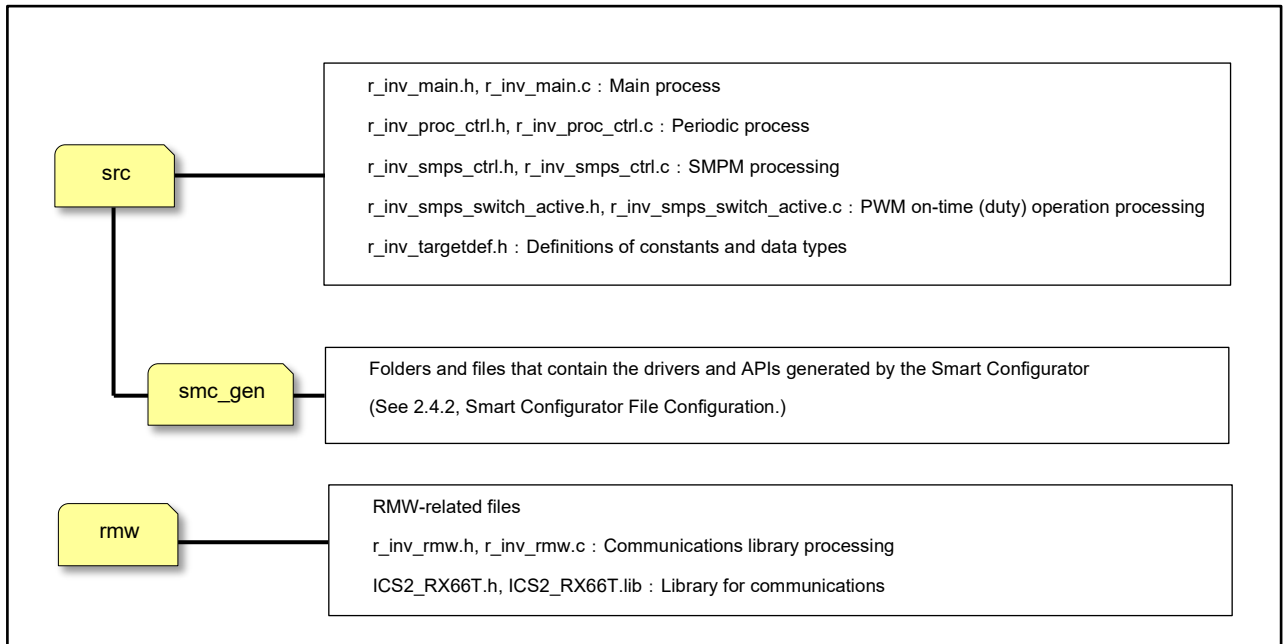 src
r_inv_main.h, r_inv_main.c : Main process
r_inv_proc_ctrl.h, r_inv_proc_ctrl.c : Periodic process
r_inv_smps_ctrl.h, r_inv_smps_ctrl.c : SMPM processing
r_inv_smps_switch_active.h, r_inv_smps_switch_active.c : PWM on-time (duty) operation processing
r_inv_targetdef.h : Definitions of constants and data types
smc_gen
Folders and files that contain the drivers and APIs generated by the Smart Configurator
(See 2.4.2, Smart Configurator File Configuration.)
rmw
RMW-related files
r_inv_rmw.h, r_inv_rmw.c : Communications library processing
ICS2_RX66T.h, ICS2_RX66T.lib : Library for communications